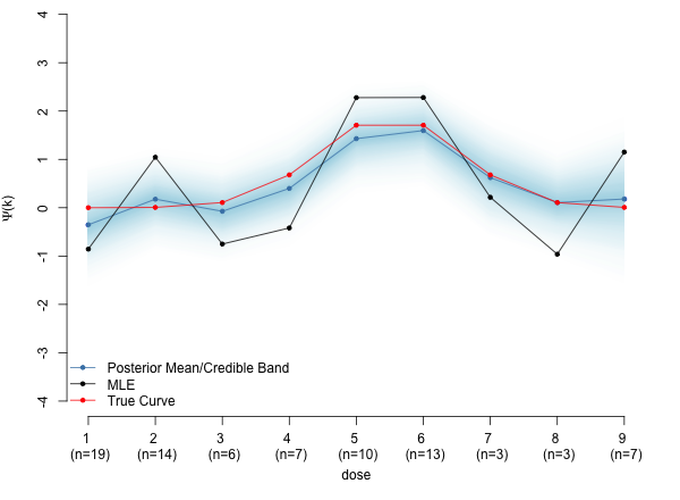 4
3
2
1
0
-1
-2
-3
-4
Ψ(k)
Posterior Mean/Credible Band
MLE
True Curve
1 2 3 4 5 6 7 8 9
(n=19) (n=14) (n=6) (n=7) (n=10) (n=13) (n=3) (n=3) (n=7)
dose